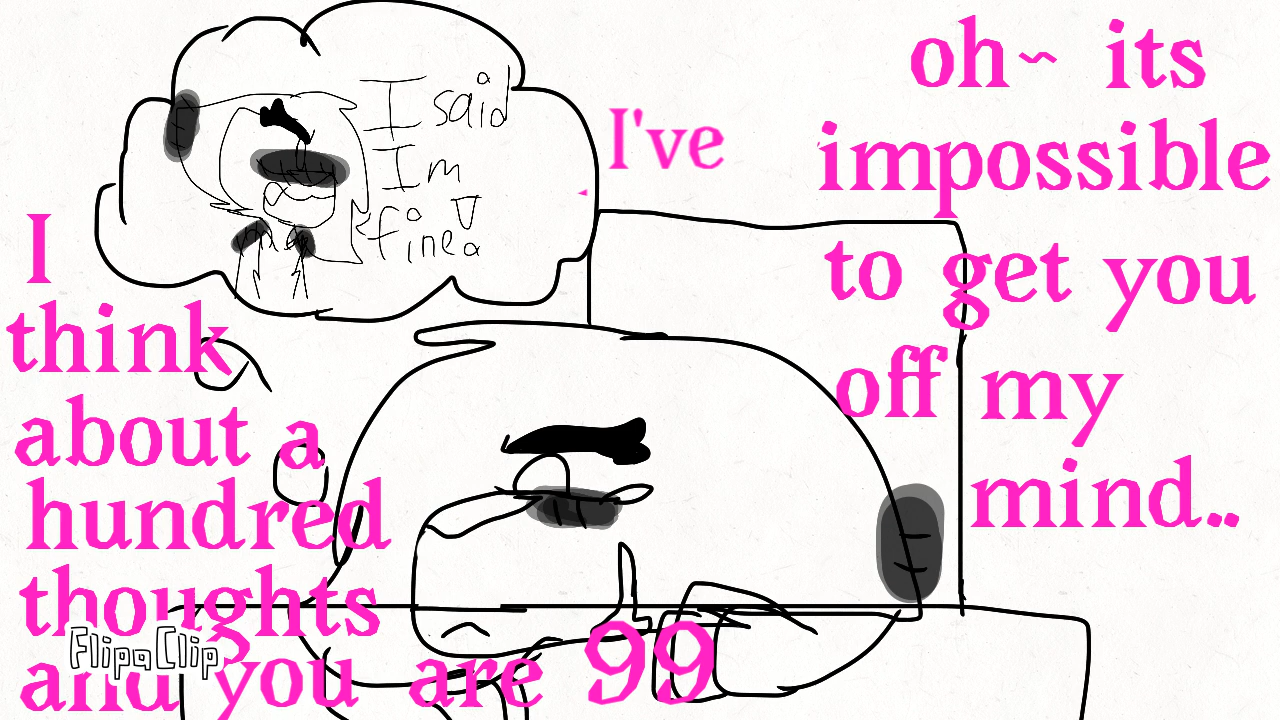 I said
Im
fine!
I've
oh~ its
impossible
to get you
off my
mind..
I
think
about a
hundred
thoughts
and you are 99
FlipaClip